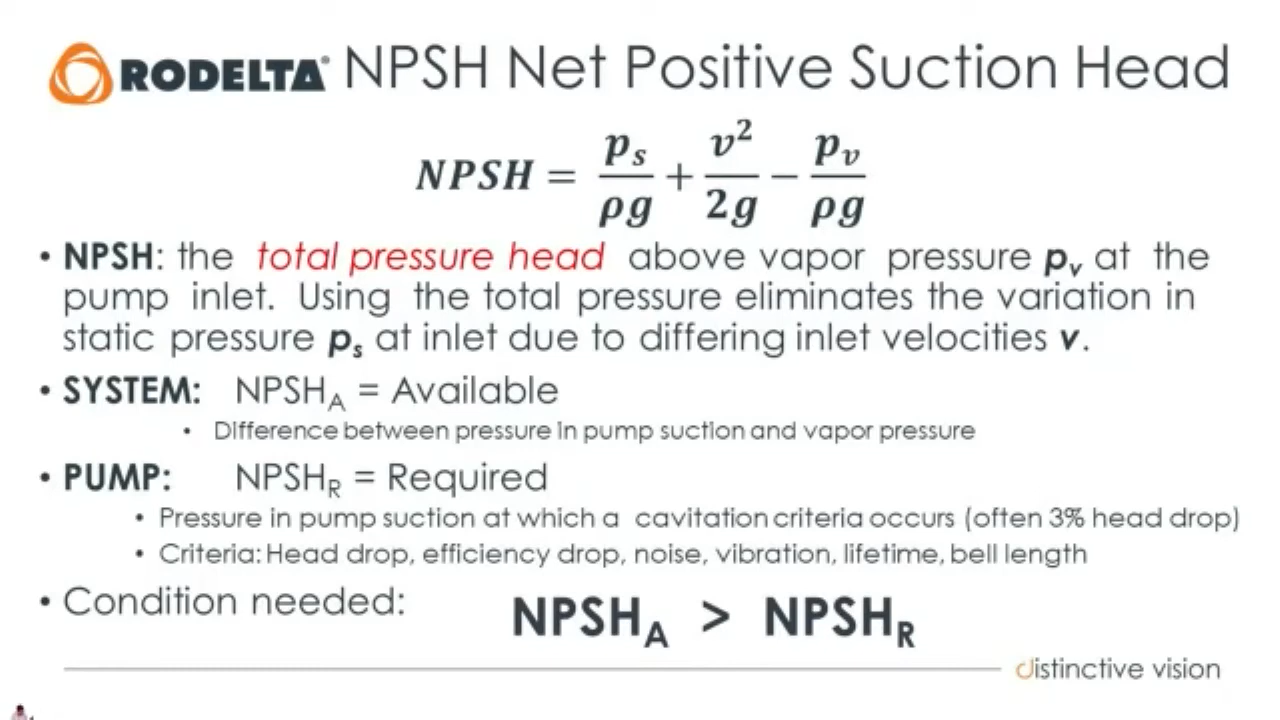 RODELTA® NPSH Net Positive Suction Head
NPSH = pₛ/ρg + v²/2g − pᵥ/ρg
• NPSH: the total pressure head above vapor pressure pᵥ at the
pump inlet. Using the total pressure eliminates the variation in
static pressure pₛ at inlet due to differing inlet velocities v.
• SYSTEM: NPSH_A = Available
• Difference between pressure in pump suction and vapor pressure
• PUMP: NPSH_R = Required
• Pressure in pump suction at which a cavitation criteria occurs (often 3% head drop)
• Criteria: Head drop, efficiency drop, noise, vibration, lifetime, bell length
• Condition needed: NPSH_A > NPSH_R
distinctive vision